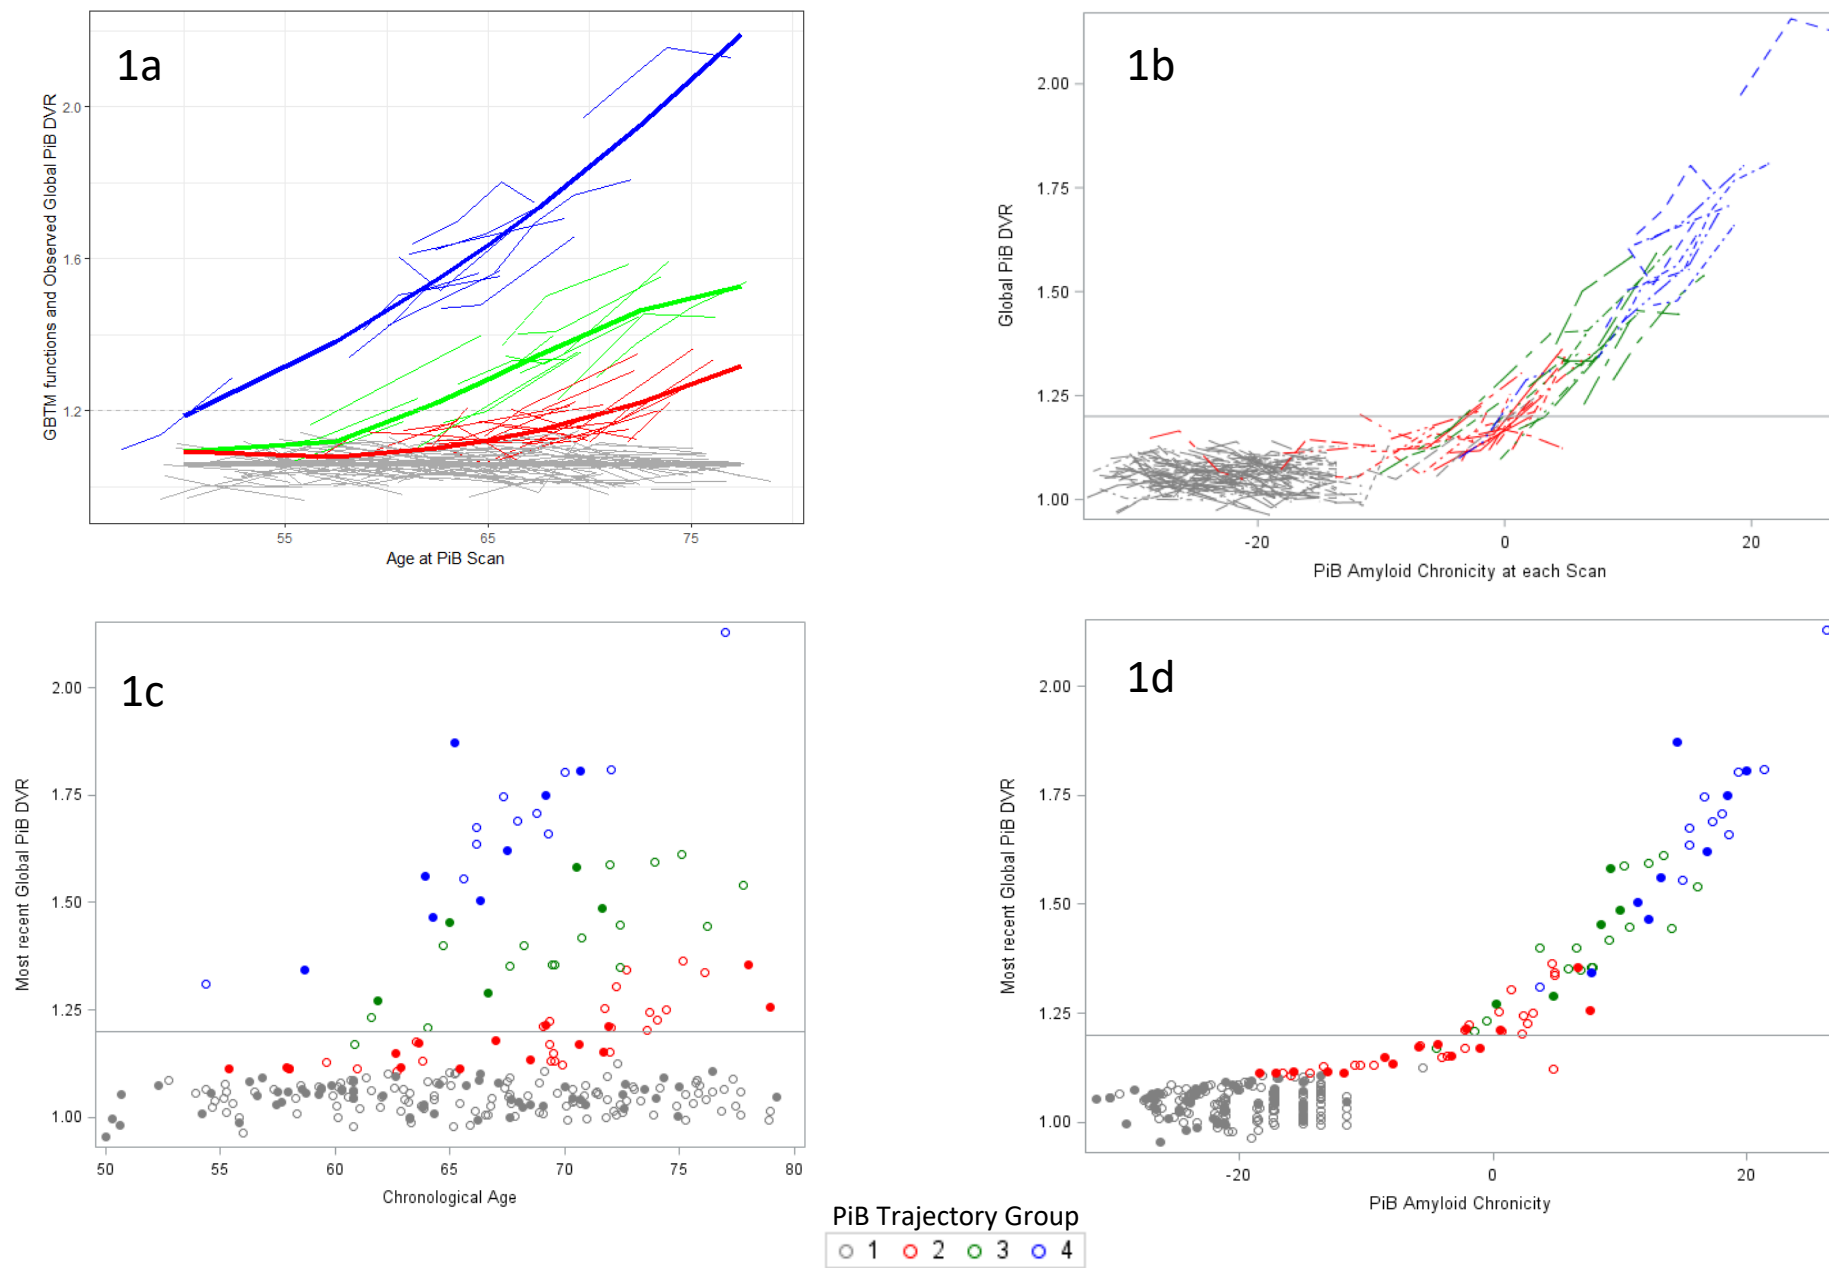 1a
GBTM functions and Observed Global PiB DVR
2.0
1.6
1.2
55 65 75
Age at PiB Scan
1b
Global PiB DVR
2.00
1.75
1.50
1.25
1.00
-20 0 20
PiB Amyloid Chronicity at each Scan
1c
Most recent Global PiB DVR
2.00
1.75
1.50
1.25
1.00
50 55 60 65 70 75 80
Chronological Age
1d
Most recent Global PiB DVR
2.00
1.75
1.50
1.25
1.00
-20 0 20
PiB Amyloid Chronicity
PiB Trajectory Group
1 2 3 4